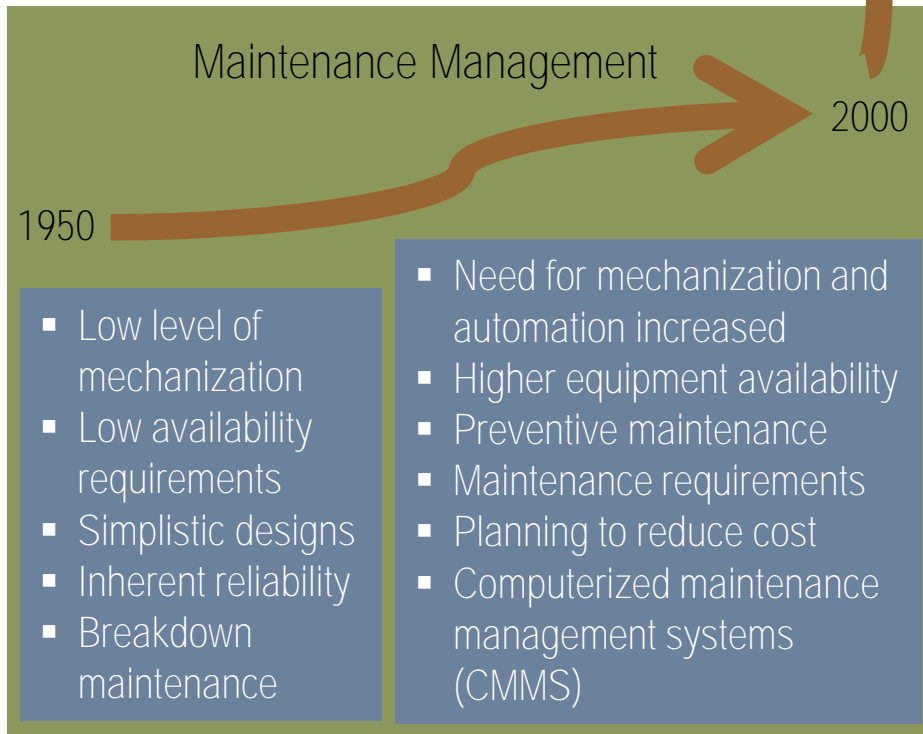 Maintenance Management
2000
1950
▪ Low level of
mechanization
▪ Low availability
requirements
▪ Simplistic designs
▪ Inherent reliability
▪ Breakdown
maintenance
▪ Need for mechanization and
automation increased
▪ Higher equipment availability
▪ Preventive maintenance
▪ Maintenance requirements
▪ Planning to reduce cost
▪ Computerized maintenance
management systems
(CMMS)